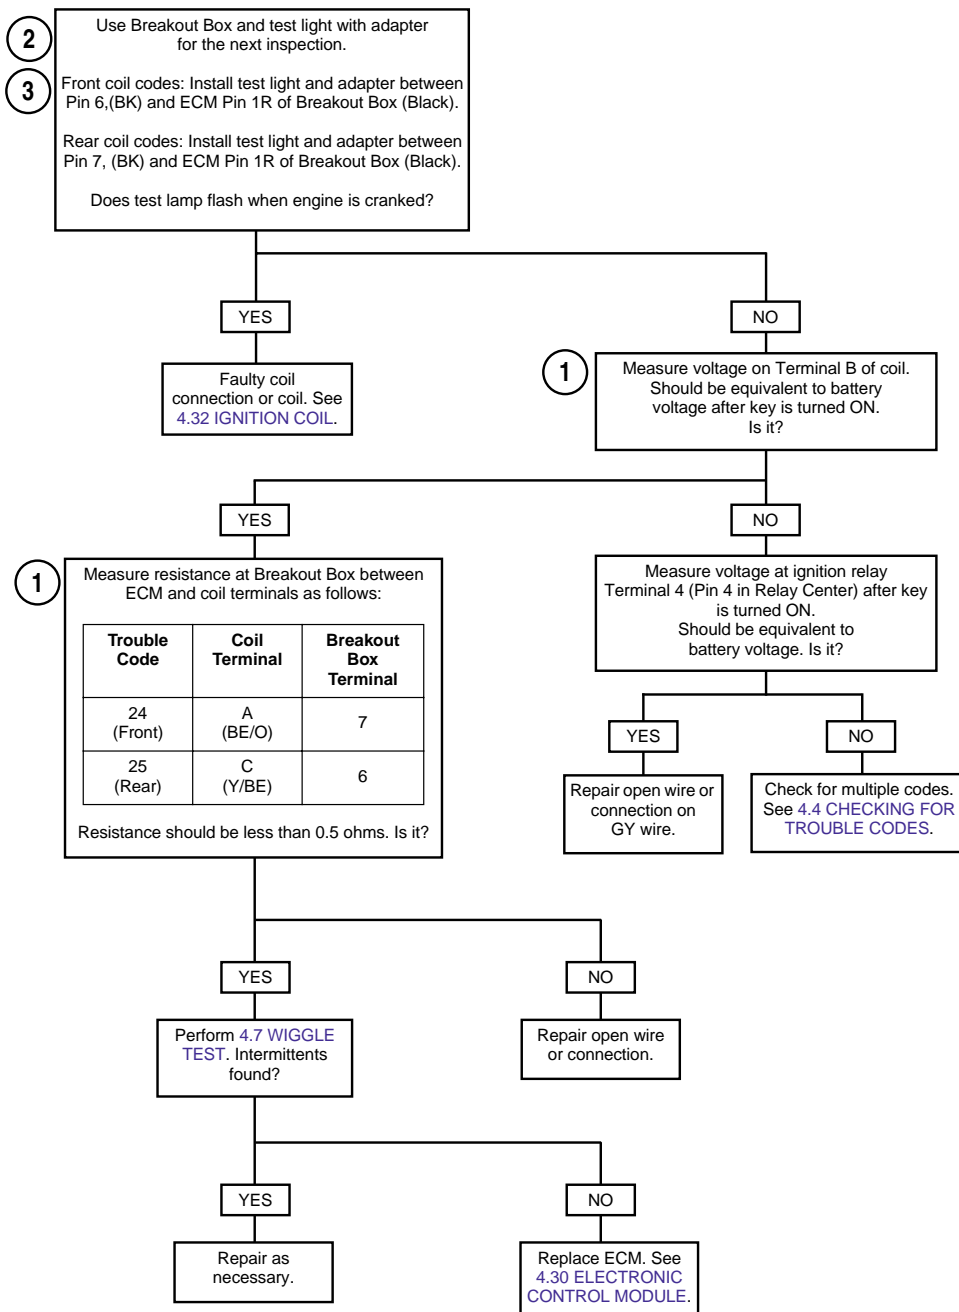 2
Use Breakout Box and test light with adapter
for the next inspection.
3
Front coil codes: Install test light and adapter between
Pin 6,(BK) and ECM Pin 1R of Breakout Box (Black).
Rear coil codes: Install test light and adapter between
Pin 7, (BK) and ECM Pin 1R of Breakout Box (Black).
Does test lamp flash when engine is cranked?
YES
NO
Faulty coil
connection or coil. See
4.32 IGNITION COIL.
1
Measure voltage on Terminal B of coil.
Should be equivalent to battery
voltage after key is turned ON.
Is it?
YES
NO
1
Measure resistance at Breakout Box between
ECM and coil terminals as follows:
Trouble
Code
Coil
Terminal
Breakout
Box
Terminal
24
(Front)
A
(BE/O)
7
25
(Rear)
C
(Y/BE)
6
Resistance should be less than 0.5 ohms. Is it?
Measure voltage at ignition relay
Terminal 4 (Pin 4 in Relay Center) after key
is turned ON.
Should be equivalent to
battery voltage. Is it?
YES
NO
Repair open wire or
connection on
GY wire.
Check for multiple codes.
See 4.4 CHECKING FOR
TROUBLE CODES.
YES
NO
Perform 4.7 WIGGLE
TEST. Intermittents
found?
Repair open wire
or connection.
YES
NO
Repair as
necessary.
Replace ECM. See
4.30 ELECTRONIC
CONTROL MODULE.